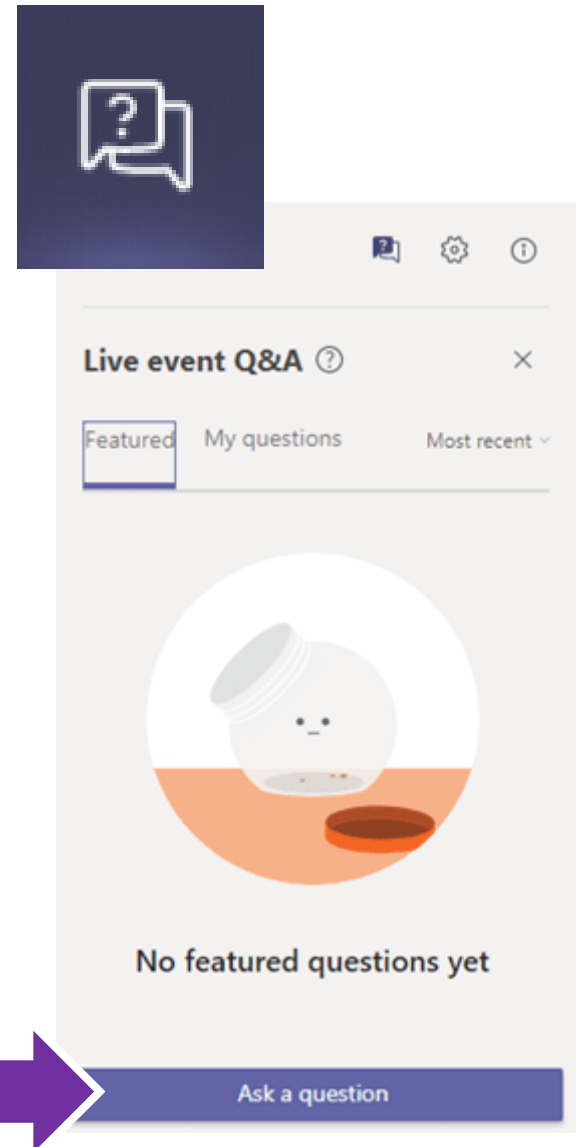 ?
Live event Q&A ?
Featured My questions Most recent
No featured questions yet
Ask a question